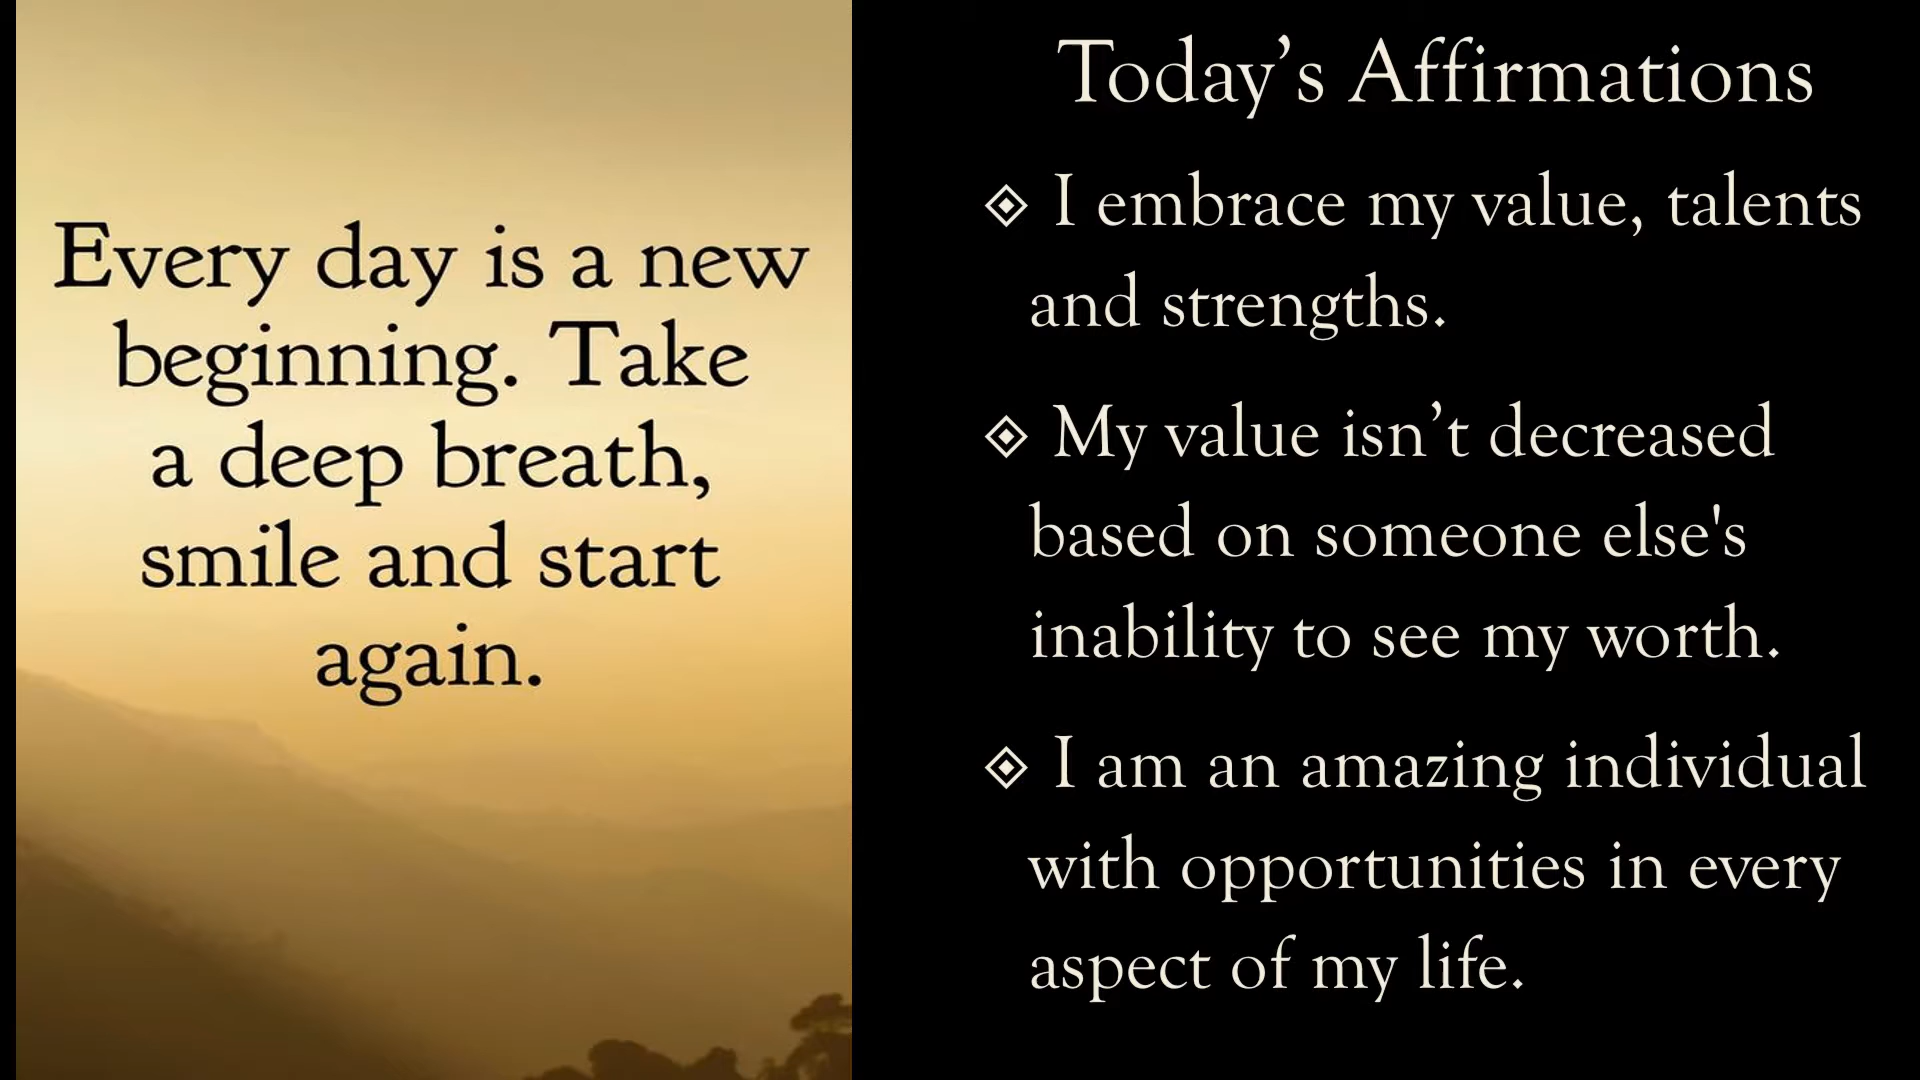 Every day is a new
beginning. Take
a deep breath,
smile and start
again.
Today’s Affirmations
I embrace my value, talents
and strengths.
My value isn’t decreased
based on someone else's
inability to see my worth.
I am an amazing individual
with opportunities in every
aspect of my life.